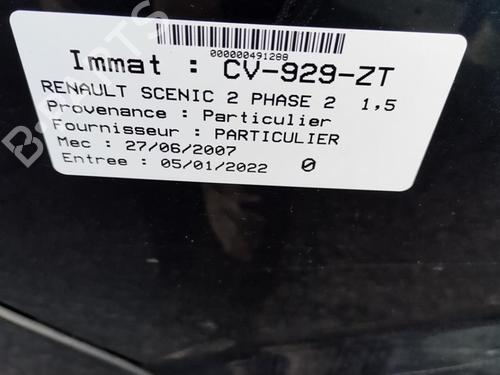 000000491288
Immat : CV-929-ZT
RENAULT SCENIC 2 PHASE 2 1,5
Provenance : Particulier
Fournisseur : PARTICULIER
Mec : 27/06/2007
Entree : 05/01/2022 0
B-PARTS